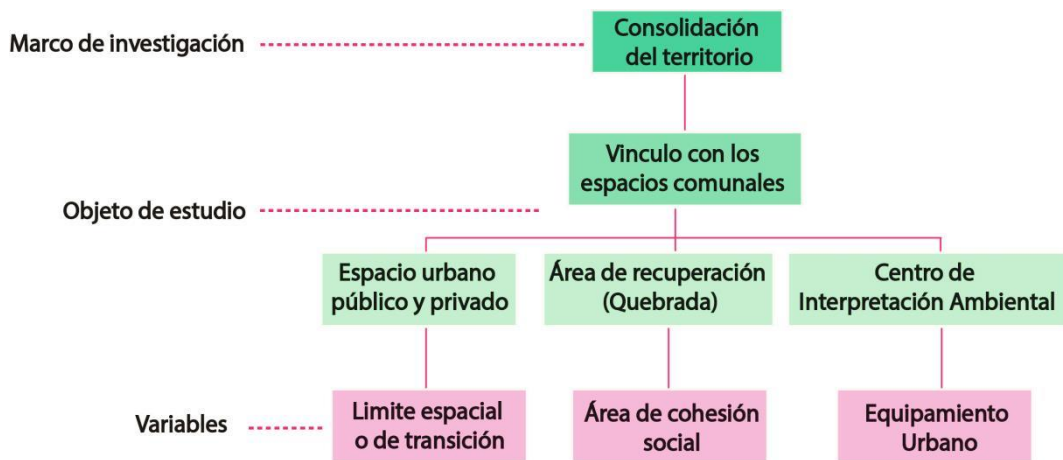 Marco de investigación
Consolidación
del territorio
Vinculo con los
espacios comunales
Objeto de estudio
Espacio urbano
público y privado
Área de recuperación
(Quebrada)
Centro de
Interpretación Ambiental
Variables
Limite espacial
o de transición
Área de cohesión
social
Equipamiento
Urbano